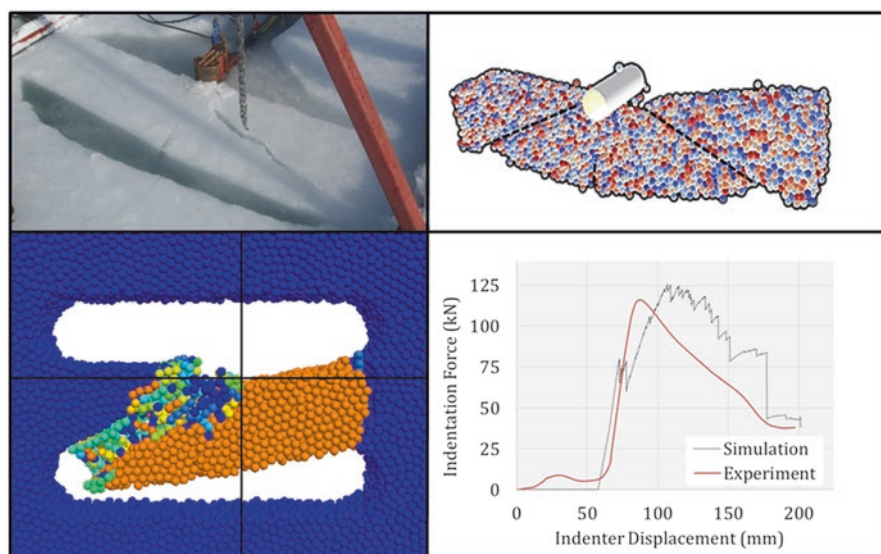 125
100
75
50
25
0
Indentation Force (kN)
Simulation
Experiment
0 50 100 150 200
Indenter Displacement (mm)